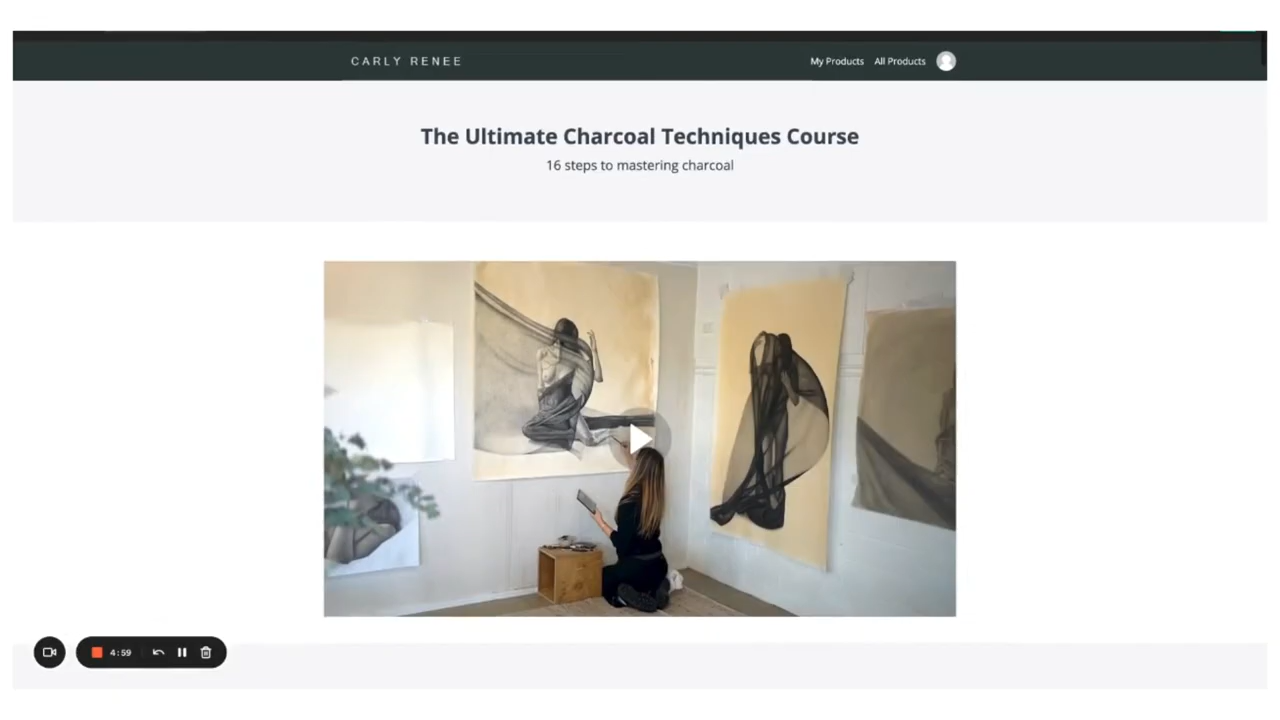 CARLY RENEE
My Products All Products
The Ultimate Charcoal Techniques Course
16 steps to mastering charcoal
4:59